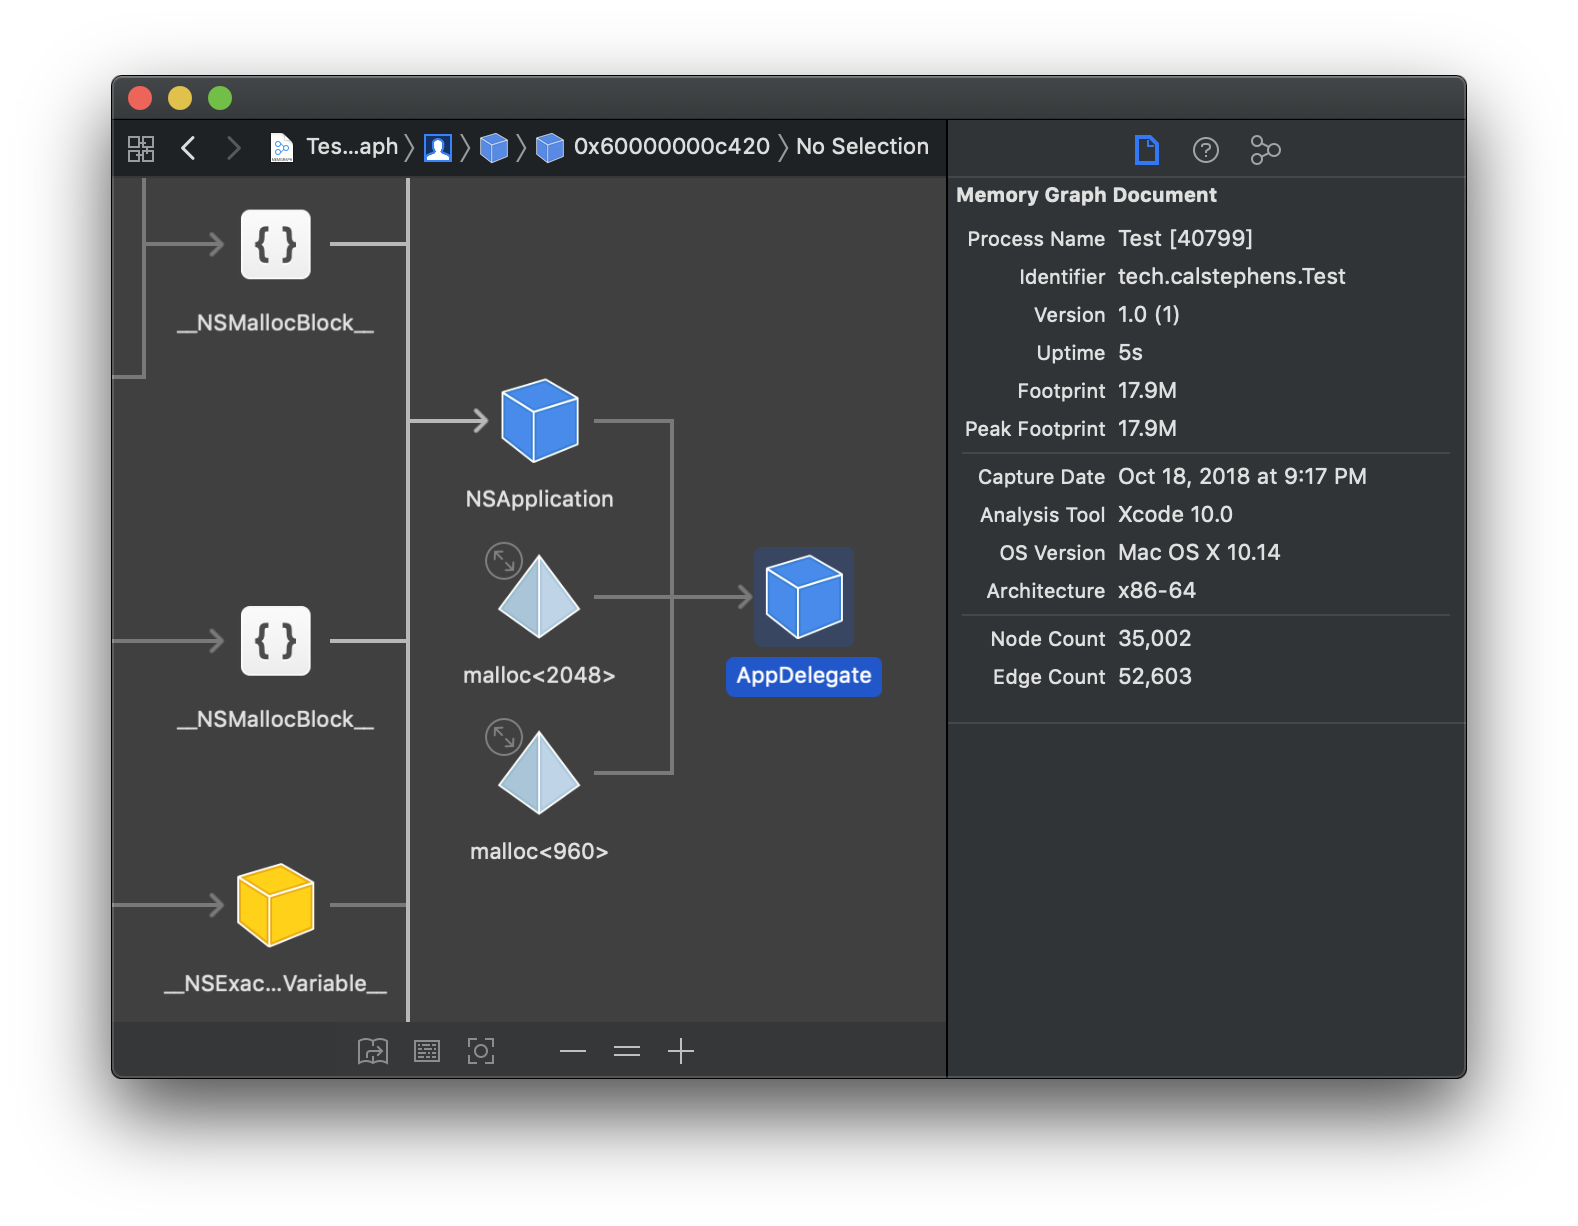 Tes...aph
0x60000000c420
No Selection
{}
__NSMallocBlock__
NSApplication
malloc<2048>
AppDelegate
{}
__NSMallocBlock__
malloc<960>
__NSExac...Variable__
?
Memory Graph Document
Process Name Test [40799]
Identifier tech.calstephens.Test
Version 1.0 (1)
Uptime 5s
Footprint 17.9M
Peak Footprint 17.9M
Capture Date Oct 18, 2018 at 9:17 PM
Analysis Tool Xcode 10.0
OS Version Mac OS X 10.14
Architecture x86-64
Node Count 35,002
Edge Count 52,603